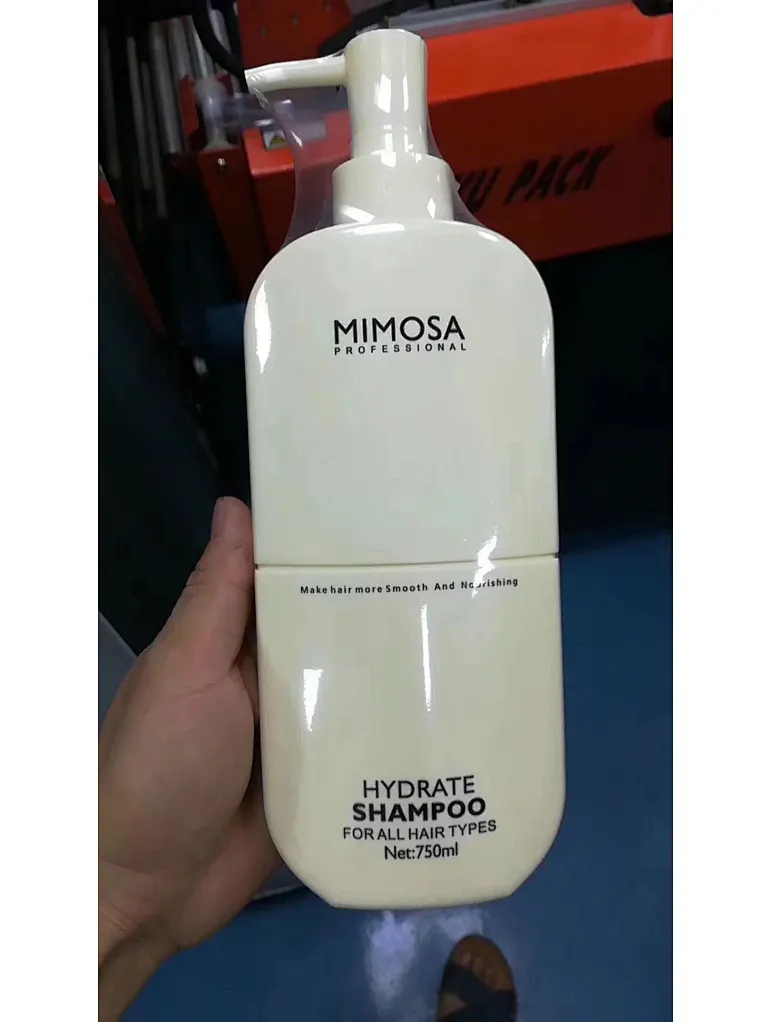 PACK
MIMOSA
PROFESSIONAL
Make hair more Smooth And Nourishing
HYDRATE
SHAMPOO
FOR ALL HAIR TYPES
Net:750ml